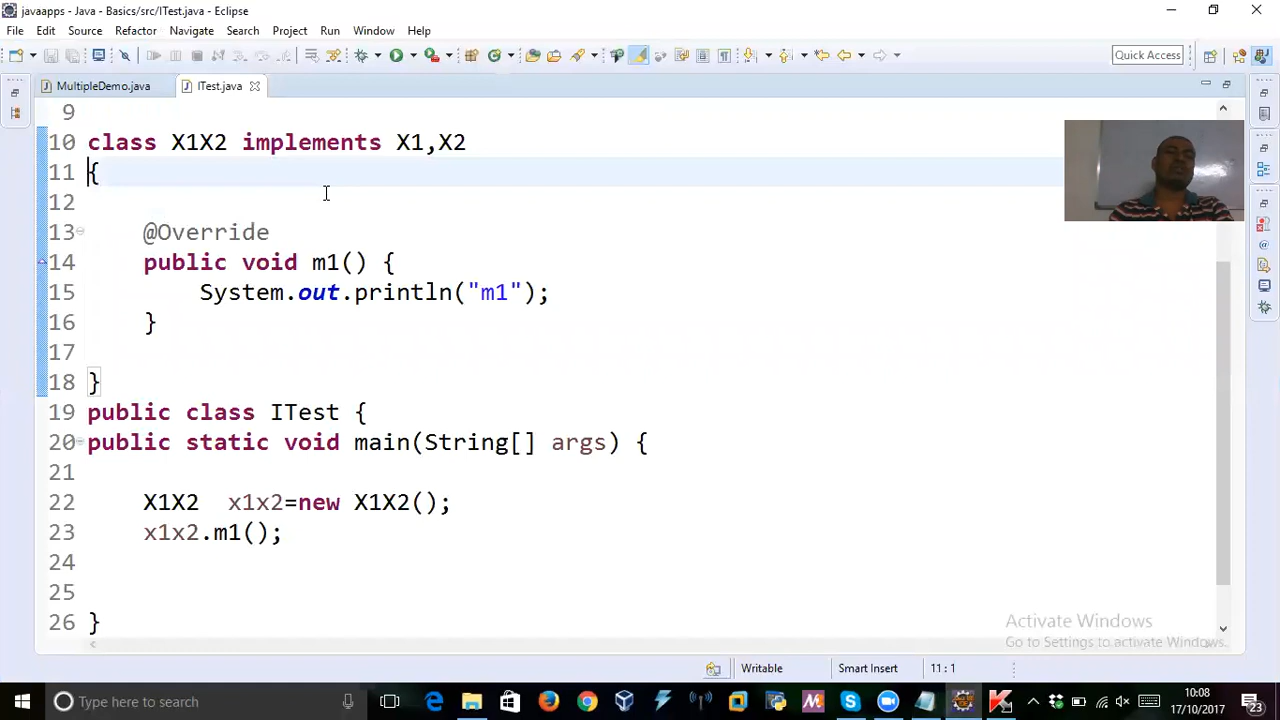 javaapps - Java - Basics/src/ITest.java - Eclipse
File Edit Source Refactor Navigate Search Project Run Window Help
Quick Access
MultipleDemo.java ITest.java
9
10 class X1X2 implements X1,X2
11 {
12
13 @Override
14 public void m1() {
15 System.out.println("m1");
16 }
17
18 }
19 public class ITest {
20 public static void main(String[] args) {
21
22 X1X2 x1x2=new X1X2();
23 x1x2.m1();
24
25
26 }
Activate Windows
Go to Settings to activate Windows.
Writable Smart Insert 11 : 1
Type here to search
10:08
17/10/2017
23